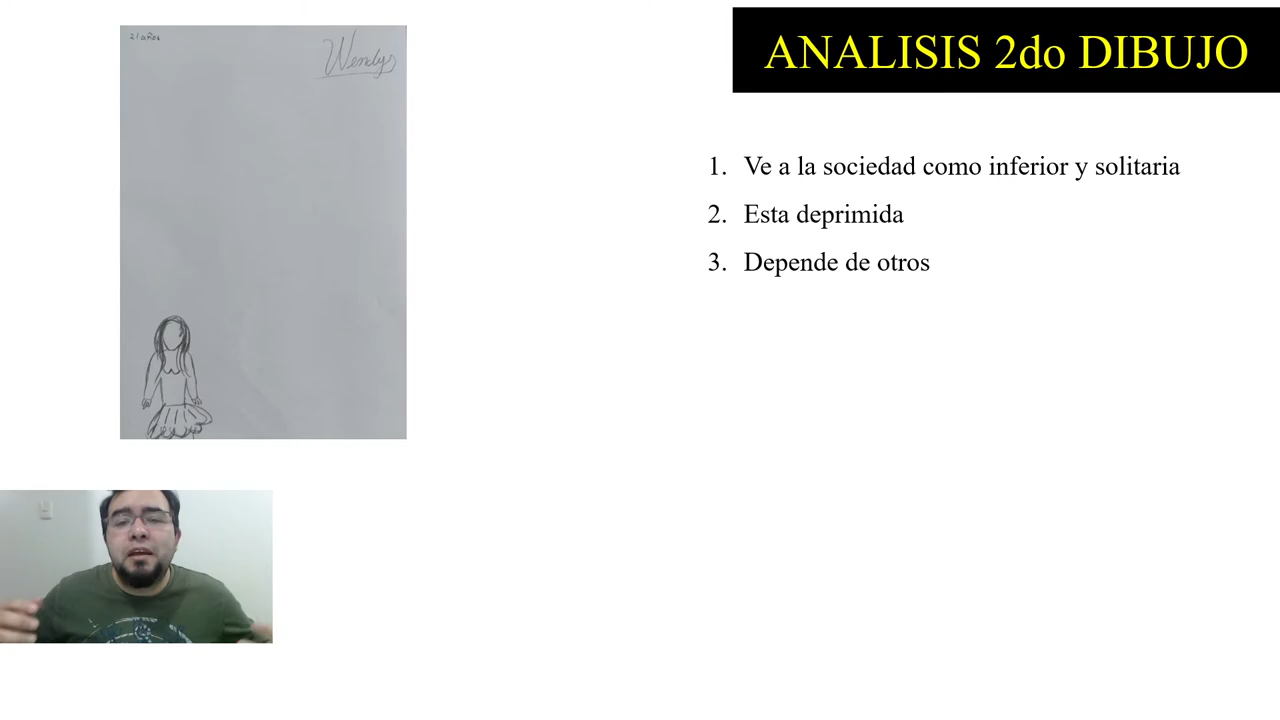 21 años
Wendy
ANALISIS 2do DIBUJO
1. Ve a la sociedad como inferior y solitaria
2. Esta deprimida
3. Depende de otros